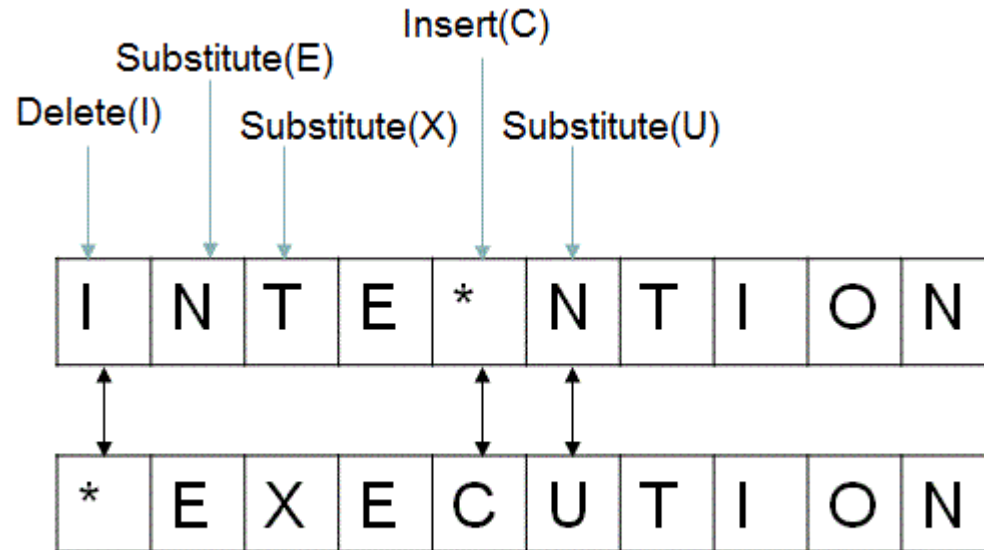 Insert(C)
Substitute(E)
Delete(I)
Substitute(X) Substitute(U)
I N T E * N T I O N
* E X E C U T I O N